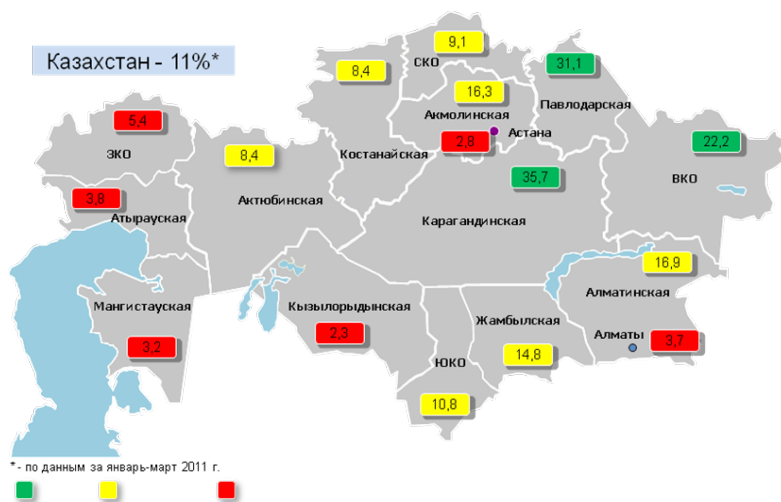 Казахстан - 11%*
9,1
СКО
8,4
31,1
16,3
Павлодарская
Акмолинская
5,4
Астана
2,8
22,2
ЗКО
8,4
Костанайская
35,7
ВКО
3,8
Актюбинская
Атырауская
Карагандинская
16,9
Алматинская
Мангистауская
Кызылорыдынская
Жамбылская
2,3
Алматы
3,7
3,2
14,8
ЮКО
10,8
* - по данным за январь-март 2011 г.